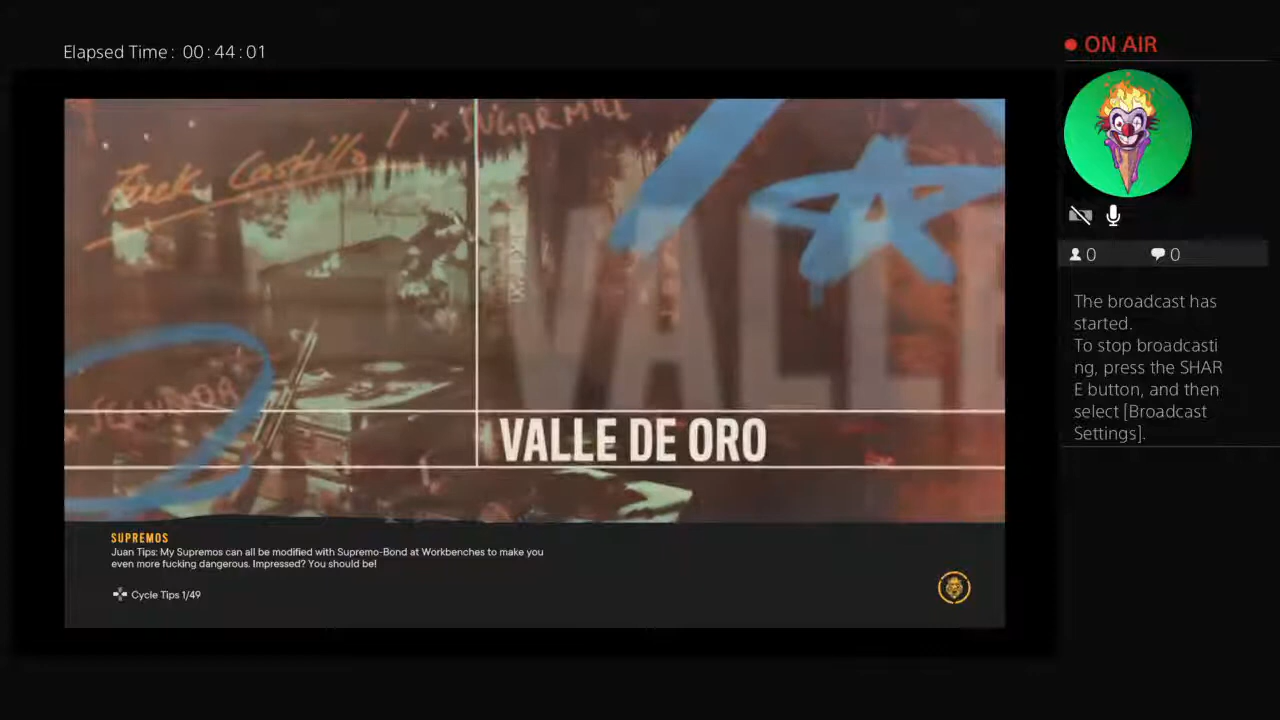 Elapsed Time: 00:44:01
ON AIR
x SUGARMILL
Castillo
VALLE
VALLE DE ORO
SUPREMOS
Juan Tips: My Supremos can all be modified with Supremo-Bond at Workbenches to make you
even more fucking dangerous. Impressed? You should be!
Cycle Tips 1/49
0
0
The broadcast has
started.
To stop broadcasti
ng, press the SHAR
E button, and then
select [Broadcast
Settings].